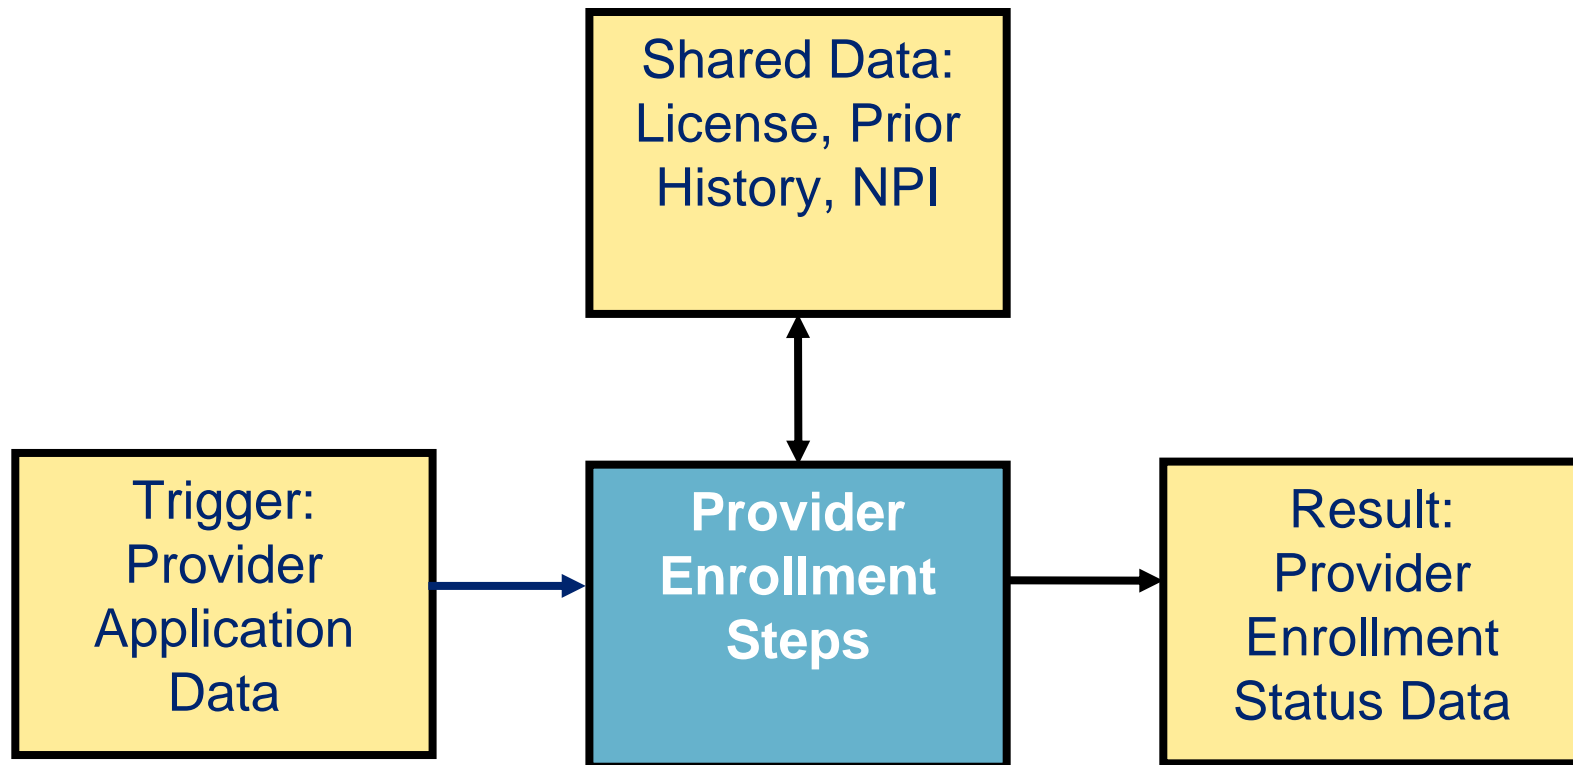 Shared Data:
License, Prior
History, NPI
Trigger:
Provider
Application
Data
Provider
Enrollment
Steps
Result:
Provider
Enrollment
Status Data